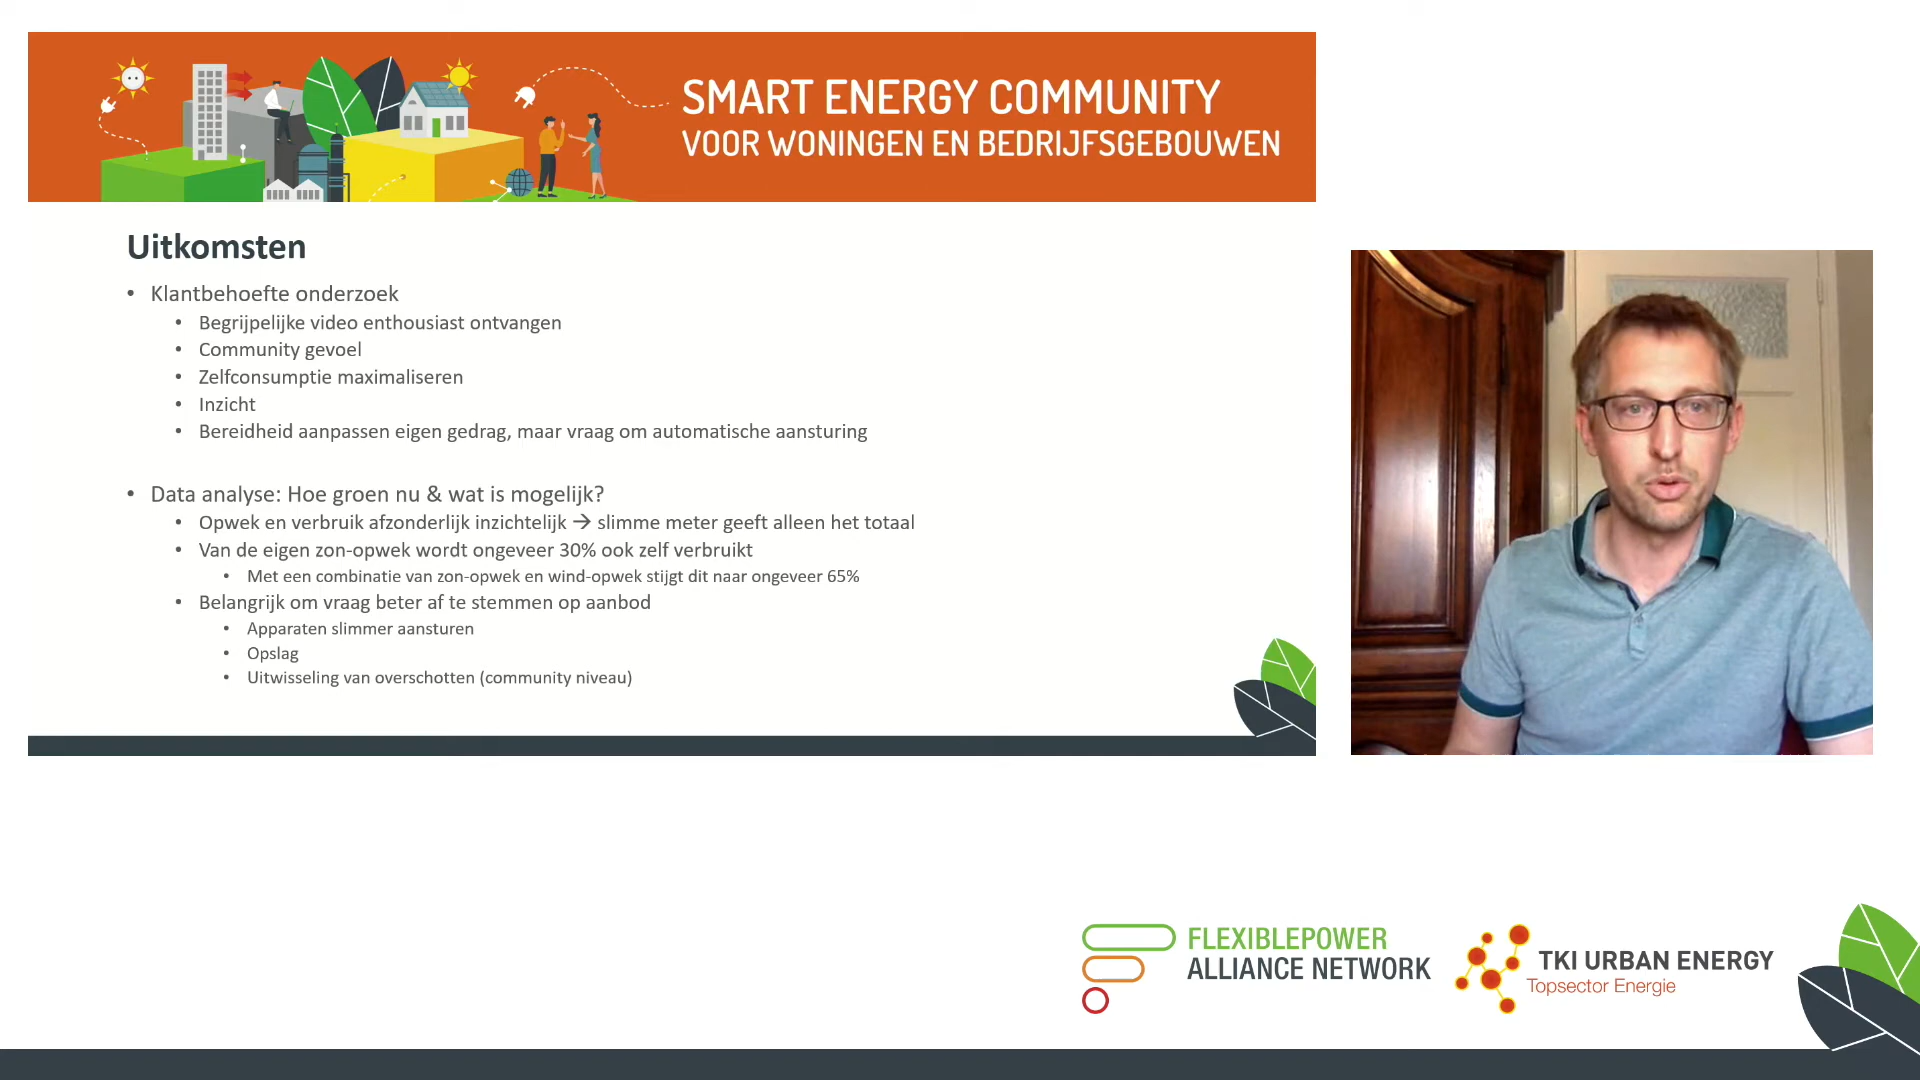 SMART ENERGY COMMUNITY
VOOR WONINGEN EN BEDRIJFSGEBOUWEN
Uitkomsten
• Klantbehoefte onderzoek
• Begrijpelijke video enthousiast ontvangen
• Community gevoel
• Zelfconsumptie maximaliseren
• Inzicht
• Bereidheid aanpassen eigen gedrag, maar vraag om automatische aansturing
• Data analyse: Hoe groen nu & wat is mogelijk?
• Opwek en verbruik afzonderlijk inzichtelijk → slimme meter geeft alleen het totaal
• Van de eigen zon-opwek wordt ongeveer 30% ook zelf verbruikt
• Met een combinatie van zon-opwek en wind-opwek stijgt dit naar ongeveer 65%
• Belangrijk om vraag beter af te stemmen op aanbod
• Apparaten slimmer aansturen
• Opslag
• Uitwisseling van overschotten (community niveau)
FLEXIBLEPOWER
ALLIANCE NETWORK
TKI URBAN ENERGY
Topsector Energie